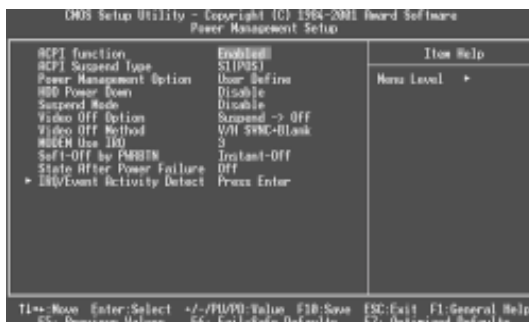 CMOS Setup Utility - Copyright (C) 1984-2001 Award Software
Power Management Setup
ACPI function Enabled
ACPI Suspend Type S1(POS)
Power Management Option User Define
HDD Power Down Disable
Suspend Mode Disable
Video Off Option Suspend -> Off
Video Off Method V/H SYNC+Blank
MODEM Use IRQ 3
Soft-Off by PWRBTN Instant-Off
State After Power Failure Off
► IRQ/Event Activity Detect Press Enter
Item Help
Menu Level ►
↑↓→←:Move Enter:Select +/-/PU/PD:Value F10:Save ESC:Exit F1:General Help
F5: Previous Values F6: Fail-Safe Defaults F7: Optimized Defaults